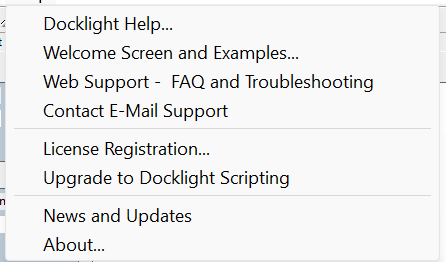 Docklight Help...
Welcome Screen and Examples...
Web Support -  FAQ and Troubleshooting
Contact E-Mail Support
License Registration...
Upgrade to Docklight Scripting
News and Updates
About...